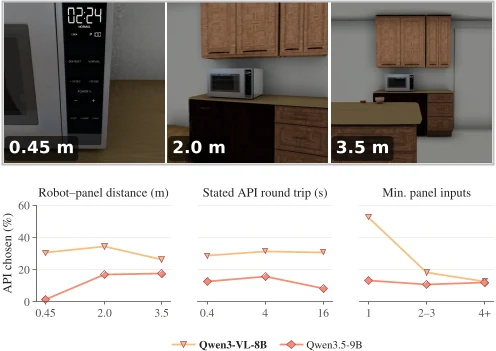 02:24
0.45 m
2.0 m
3.5 m
Robot–panel distance (m)
Stated API round trip (s)
Min. panel inputs
API chosen (%)
60
40
20
0
0.45
2.0
3.5
0.4
4
16
1
2–3
4+
Qwen3-VL-8B
Qwen3.5-9B